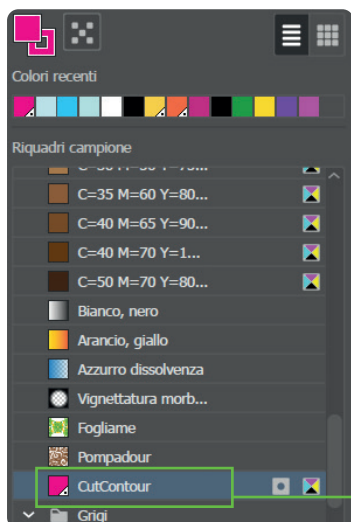 Colori recenti
Riquadri campione
C=35 M=60 Y=80...
C=40 M=65 Y=90...
C=40 M=70 Y=1...
C=50 M=70 Y=80...
Bianco, nero
Arancio, giallo
Azzurro dissolvenza
Vignettatura morb...
Fogliame
Pompadour
CutContour
Grigi